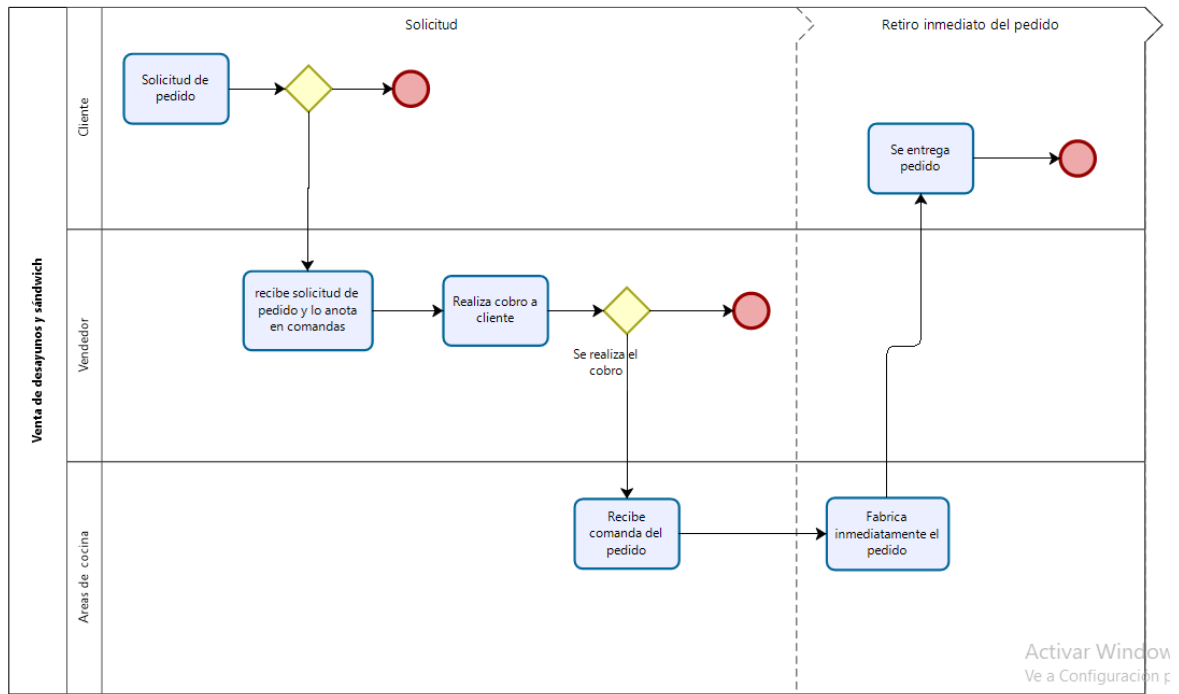 Solicitud
Retiro inmediato del pedido
Venta de desayunos y sándwich
Cliente
Solicitud de
pedido
Se entrega
pedido
Vendedor
recibe solicitud de
pedido y lo anota
en comandas
Realiza cobro a
cliente
Se realiza el
cobro
Areas de cocina
Recibe
comanda del
pedido
Fabrica
inmediatamente el
pedido
Activar Window
Ve a Configuración p